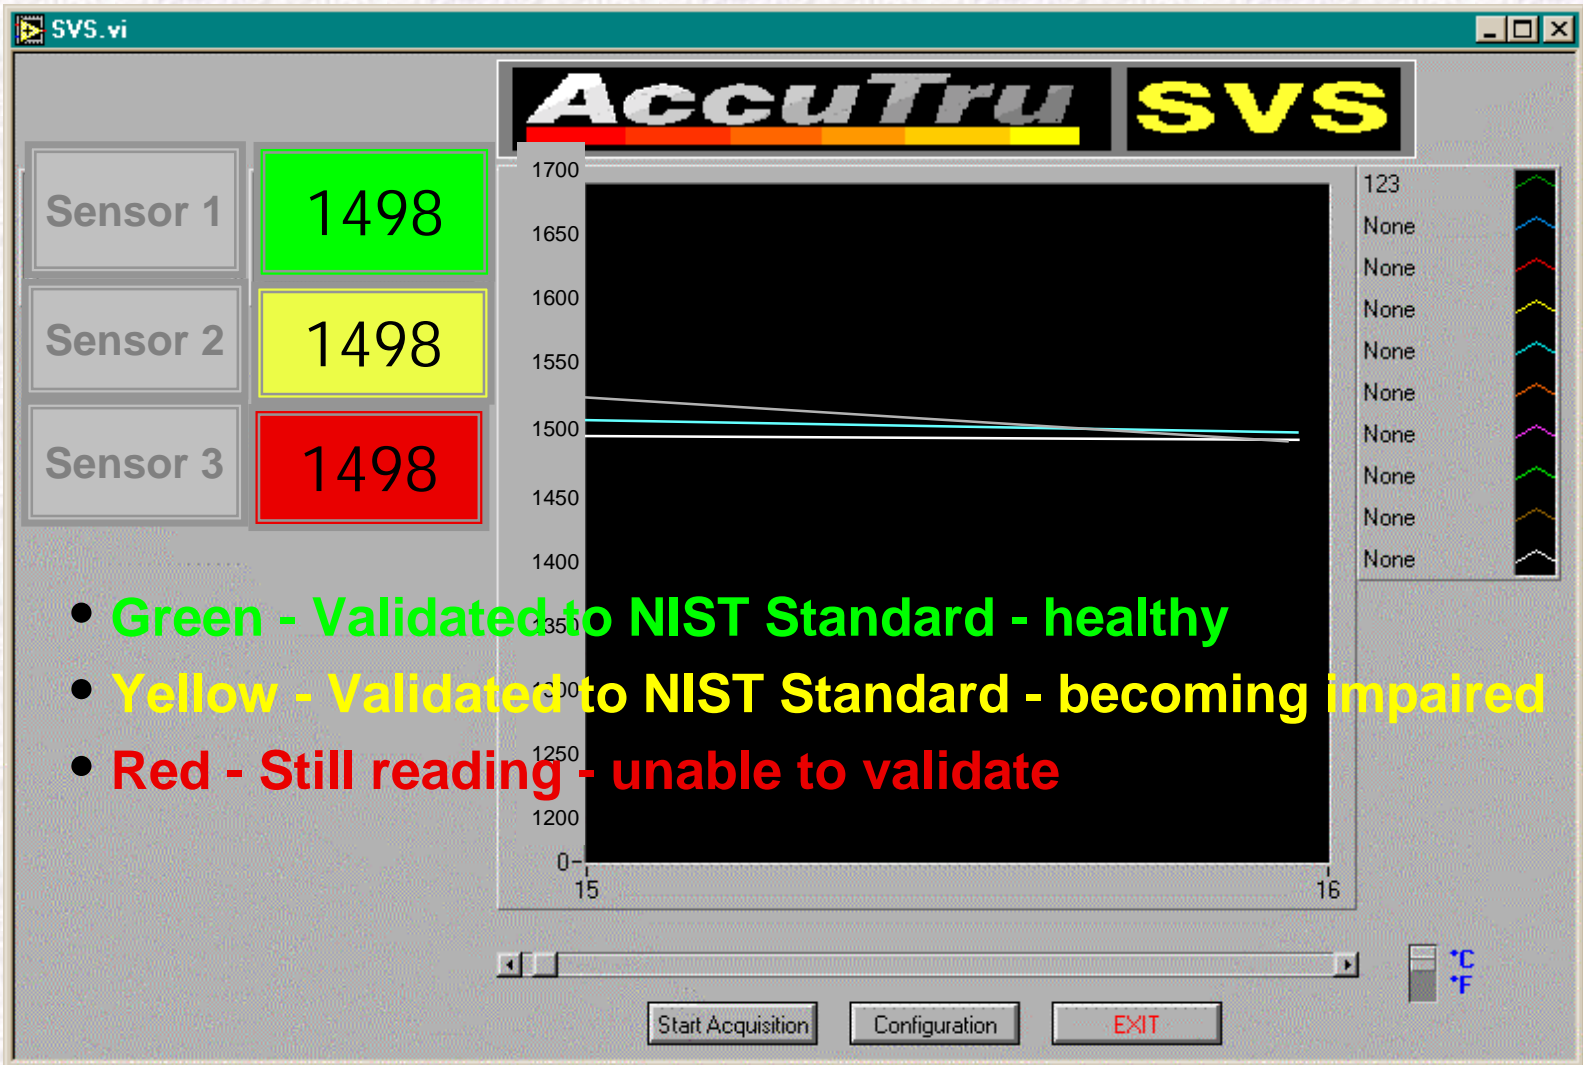 SVS.vi
AccuTru SVS
Sensor 1 1498
Sensor 2 1498
Sensor 3 1498
1700
1650
1600
1550
1500
1450
1400
1350
1300
1250
1200
0
15 16
123
None
None
None
None
None
None
None
None
None
• Green - Validated to NIST Standard - healthy
• Yellow - Validated to NIST Standard - becoming impaired
• Red - Still reading - unable to validate
°C
°F
Start Acquisition Configuration EXIT